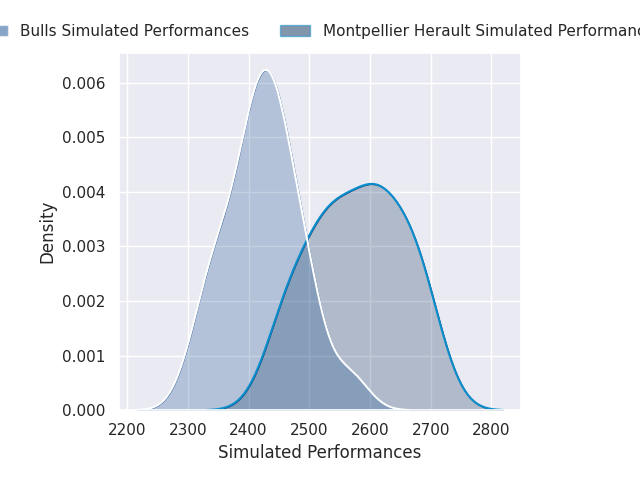 Bulls Simulated Performances
Montpellier Herault Simulated
0.006
0.005
0.004
0.003
0.002
0.001
0.000
Density
2200 2300 2400 2500 2600 2700 2800
Simulated Performances